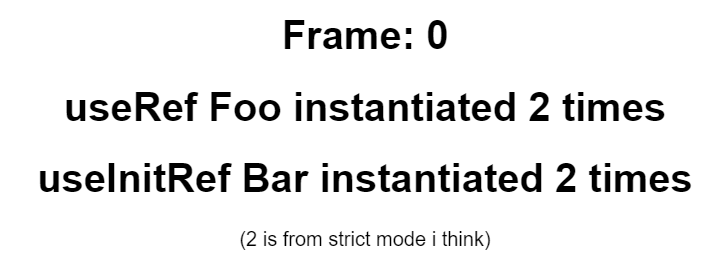 Frame: 0
useRef Foo instantiated 2 times
useInitRef Bar instantiated 2 times
(2 is from strict mode i think)